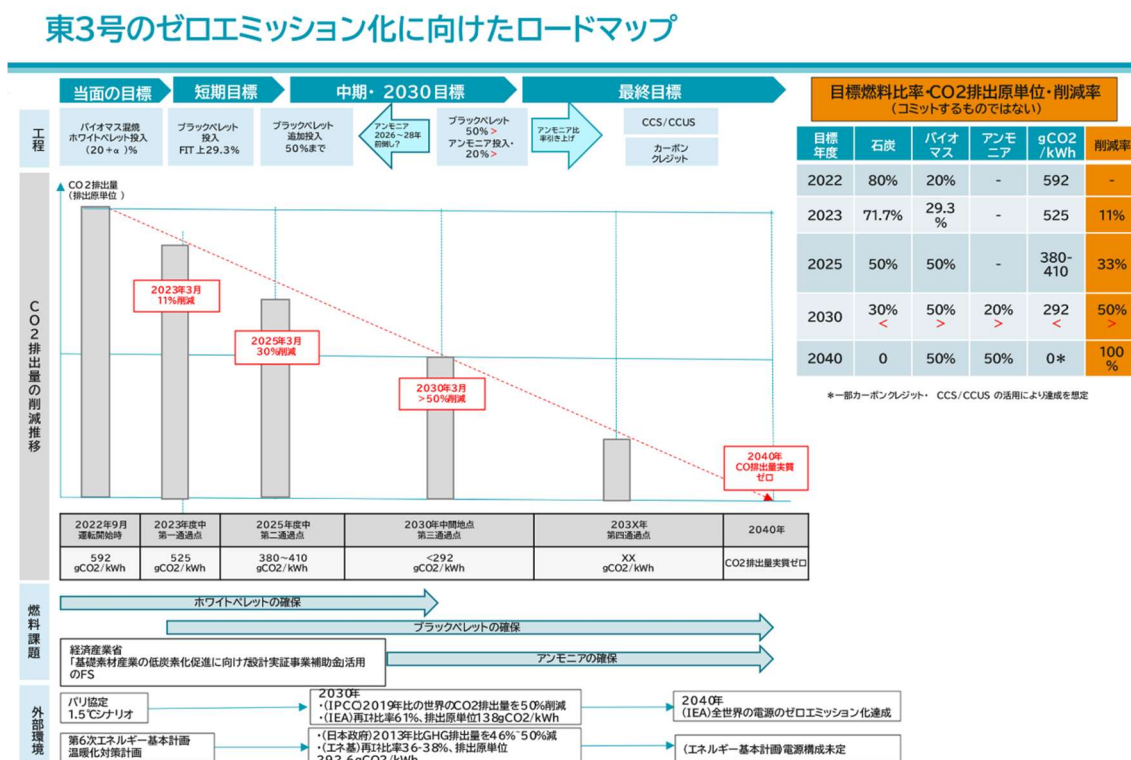 東3号のゼロエミッション化に向けたロードマップ
当面の目標
短期目標
中期・2030目標
最終目標
工程
バイオマス混焼
ホワイトペレット投入
(20+α)%
ブラックペレット
投入
FIT上29.3%
ブラックペレット
追加投入
50%まで
アンモニア
2026~28年
前倒し?
ブラックペレット
50%>
アンモニア投入・
20%>
アンモニア比
率引き上げ
CCS/CCUS
カーボン
クレジット
CO2排出量の削減推移
CO2排出量
(排出原単位)
2023年3月
11%削減
2025年3月
30%削減
2030年3月
>50%削減
2040年
CO排出量実質
ゼロ
2022年9月
運転開始時
2023年度中
第一通過点
2025年度中
第二通過点
2030年中間地点
第三通過点
203X年
第四通過点
2040年
592
gCO2/kWh
525
gCO2/kWh
380~410
gCO2/kWh
<292
gCO2/kWh
XX
gCO2/kWh
CO2排出量実質ゼロ
燃料課題
ホワイトペレットの確保
ブラックペレットの確保
経済産業省
「基礎素材産業の低炭素化促進に向けた設計実証事業補助金」活用
のFS
アンモニアの確保
外部環境
パリ協定
1.5℃シナリオ
2030年
・(IPCC)2019年比の世界のCO2排出量を50%削減
・(IEA)再エネ比率61%、排出原単位138gCO2/kWh
2040年
(IEA)全世界の電源のゼロエミッション化達成
第6次エネルギー基本計画
温暖化対策計画
・(日本政府)2013年比GHG排出量を46%~50%減
・(エネ基)再エネ比率36-38%、排出原単位
292.6gCO2/kWh
(エネルギー基本計画)電源構成未定
目標燃料比率・CO2排出原単位・削減率
(コミットするものではない)
目標年度 石炭 バイオマス アンモニア gCO2/kWh 削減率
2022 80% 20% - 592 -
2023 71.7% 29.3% - 525 11%
2025 50% 50% - 380-410 33%
2030 30%< 50%> 20%> 292< 50%>
2040 0 50% 50% 0* 100%
*一部カーボンクレジット・ CCS/CCUS の活用により達成を想定